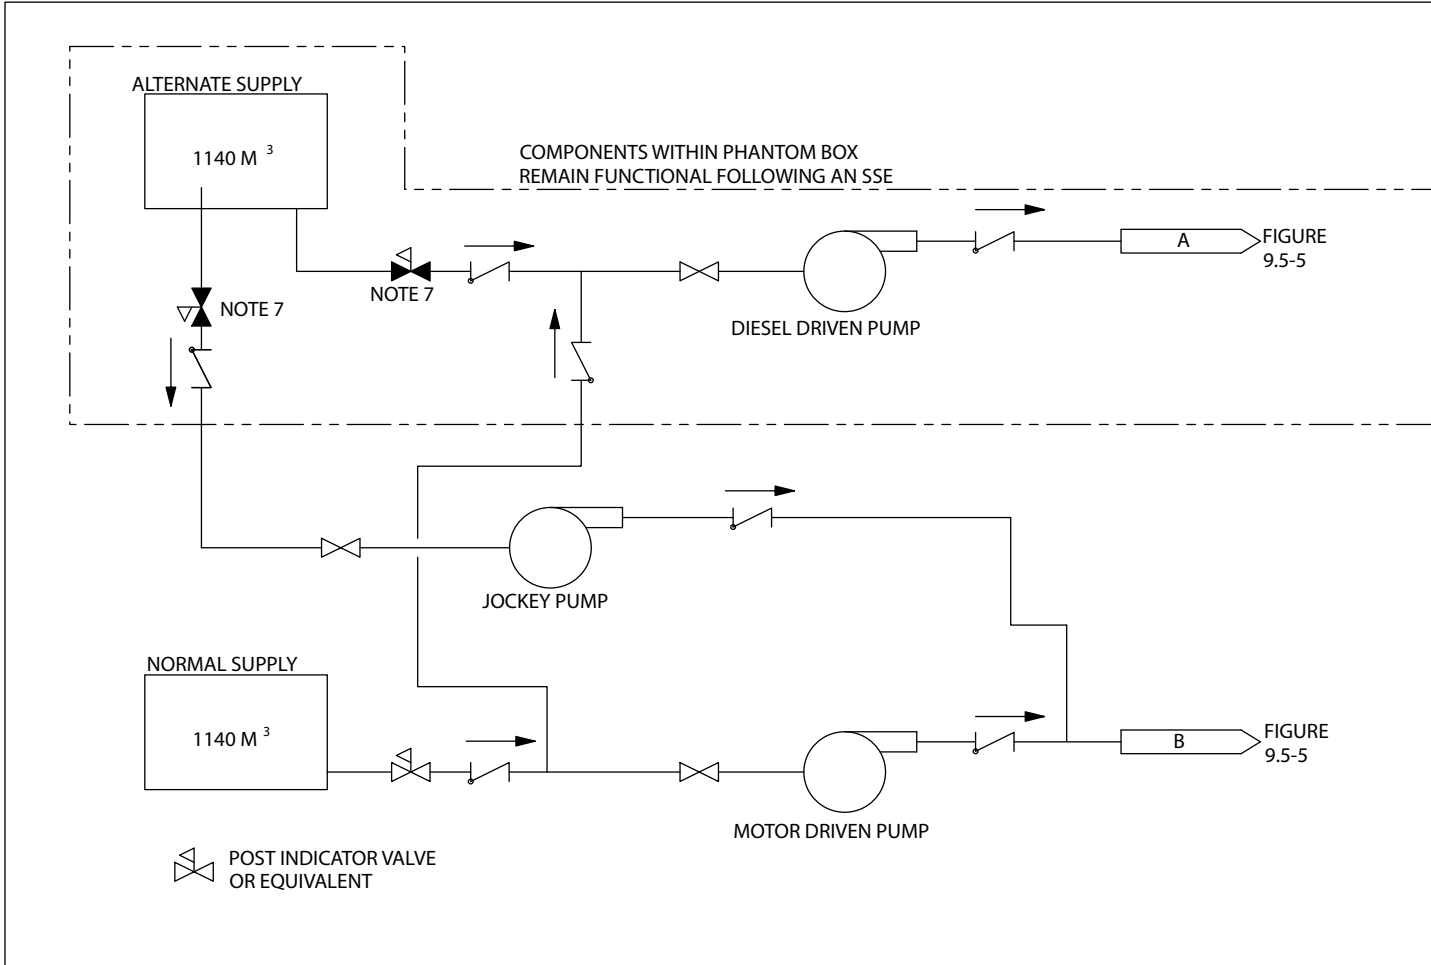 ALTERNATE SUPPLY
1140 M 3
COMPONENTS WITHIN PHANTOM BOX
REMAIN FUNCTIONAL FOLLOWING AN SSE
A
FIGURE
9.5-5
NOTE 7
NOTE 7
DIESEL DRIVEN PUMP
JOCKEY PUMP
NORMAL SUPPLY
1140 M 3
B
FIGURE
9.5-5
MOTOR DRIVEN PUMP
POST INDICATOR VALVE
OR EQUIVALENT